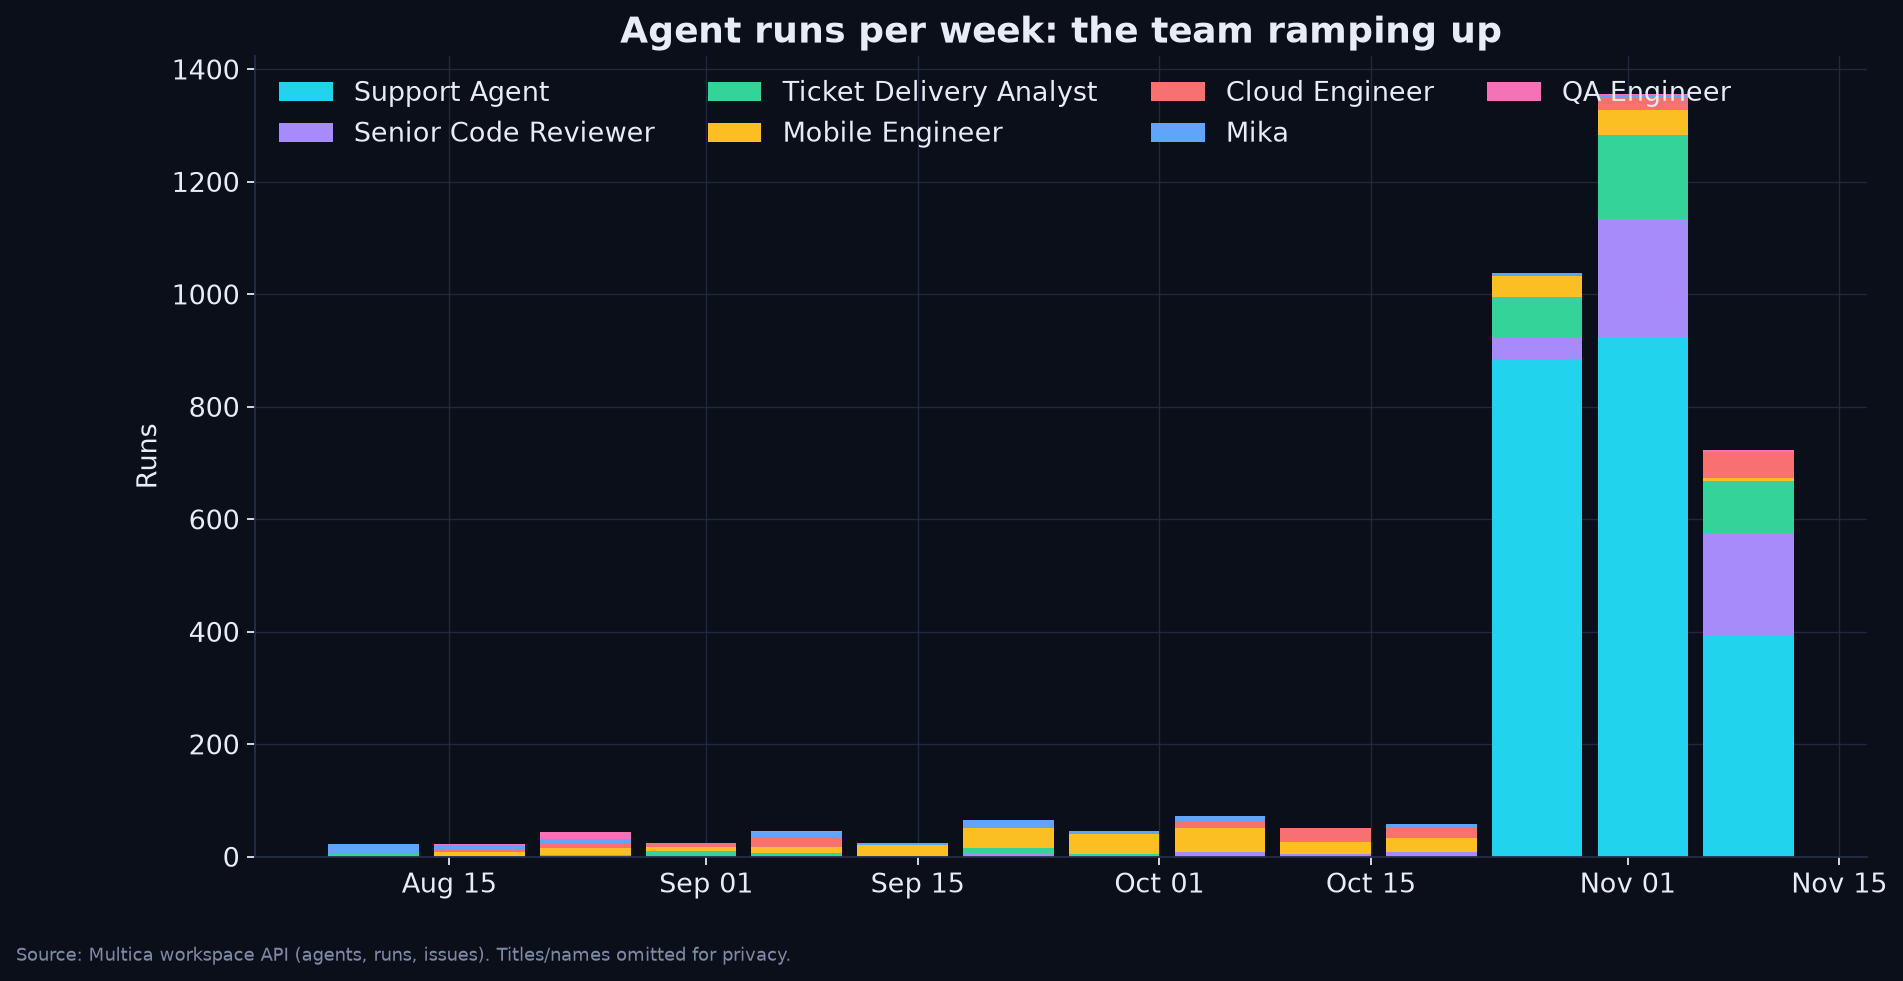 Agent runs per week: the team ramping up
Support Agent
Senior Code Reviewer
Ticket Delivery Analyst
Mobile Engineer
Cloud Engineer
Mika
QA Engineer
Runs
1400
1200
1000
800
600
400
200
0
Aug 15
Sep 01
Sep 15
Oct 01
Oct 15
Nov 01
Nov 15
Source: Multica workspace API (agents, runs, issues). Titles/names omitted for privacy.